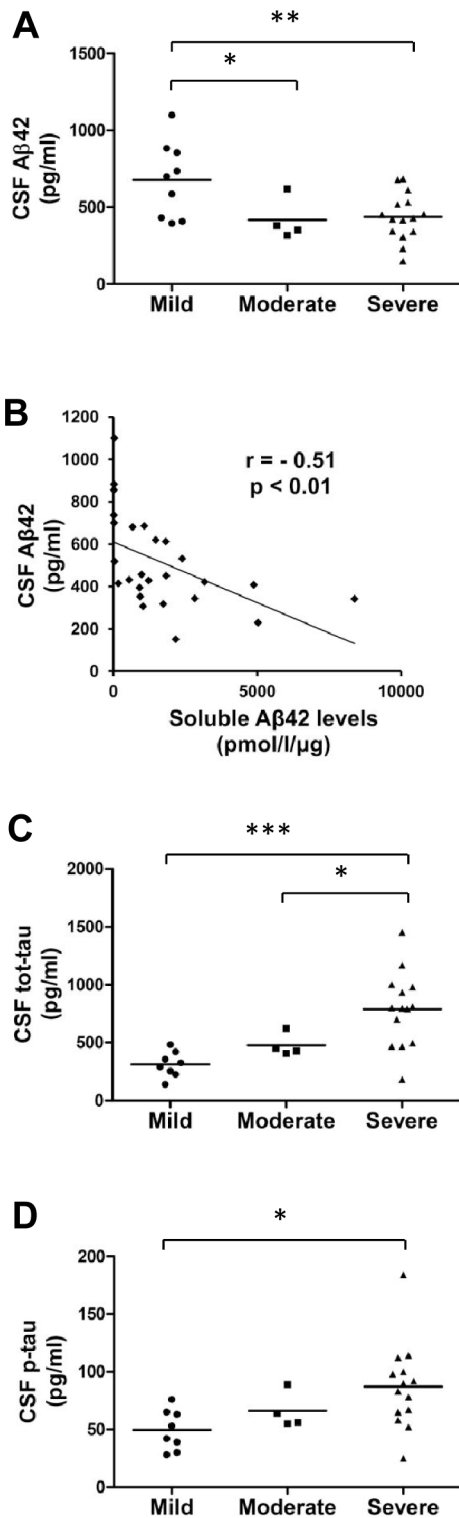 A
**
*
1500
1000
500
0
CSF Aβ42
(pg/ml)
Mild Moderate Severe
B
1200
1000
800
600
400
200
0
CSF Aβ42
(pg/ml)
r = - 0.51
p < 0.01
0 5000 10000
Soluble Aβ42 levels
(pmol/l/µg)
C
***
*
2000
1500
1000
500
0
CSF tot-tau
(pg/ml)
Mild Moderate Severe
D
*
200
150
100
50
0
CSF p-tau
(pg/ml)
Mild Moderate Severe